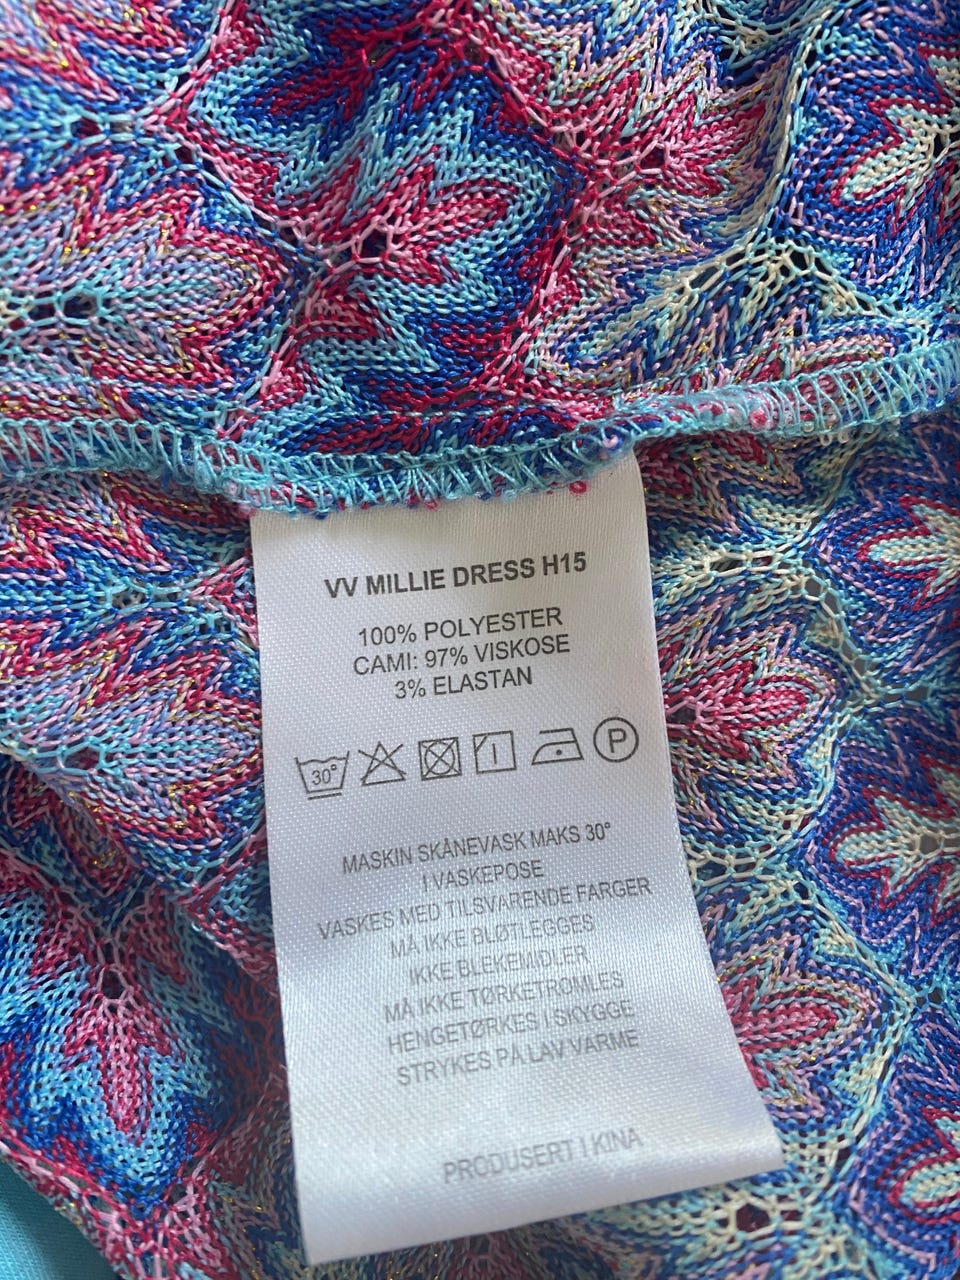 VV MILLIE DRESS H15
100% POLYESTER
CAMI: 97% VISKOSE
3% ELASTAN
30° P
MASKIN SKÅNEVASK MAKS 30°
I VASKEPOSE
VASKES MED TILSVARENDE FARGER
MÅ IKKE BLØTLEGGES
IKKE BLEKEMIDLER
MÅ IKKE TØRKETROMLES
HENGETØRKES I SKYGGE
STRYKES PÅ LAV VARME
PRODUSERT I KINA